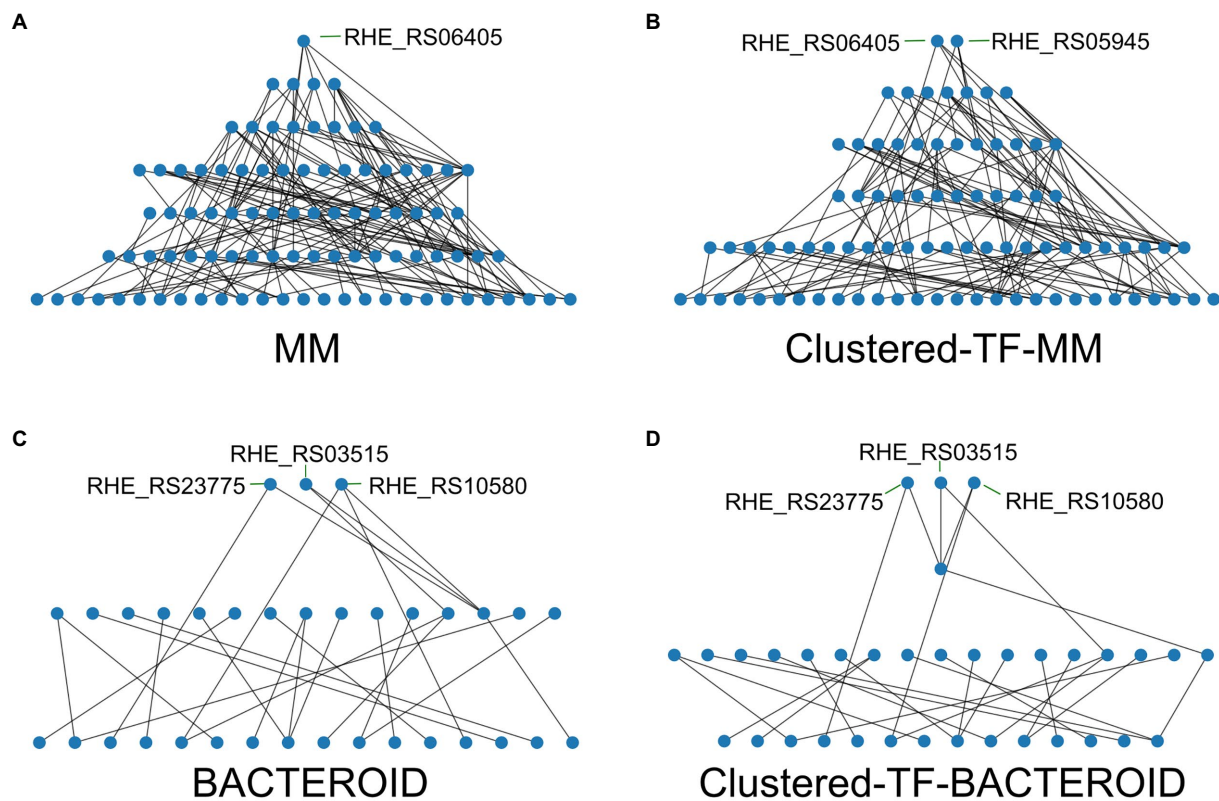 A
RHE_RS06405
MM
B
RHE_RS06405
RHE_RS05945
Clustered-TF-MM
C
RHE_RS03515
RHE_RS23775
RHE_RS10580
BACTEROID
D
RHE_RS03515
RHE_RS23775
RHE_RS10580
Clustered-TF-BACTEROID